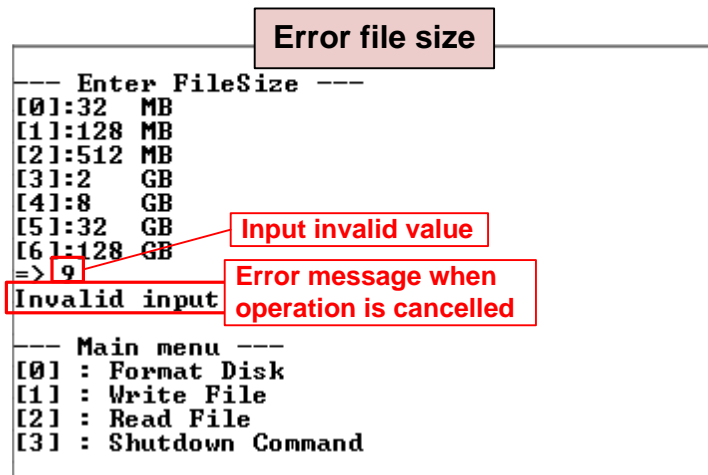 Error file size
--- Enter FileSize ---
[0]:32 MB
[1]:128 MB
[2]:512 MB
[3]:2 GB
[4]:8 GB
[5]:32 GB
[6]:128 GB
Input invalid value
=> 9
Error message when
operation is cancelled
Invalid input
--- Main menu ---
[0] : Format Disk
[1] : Write File
[2] : Read File
[3] : Shutdown Command